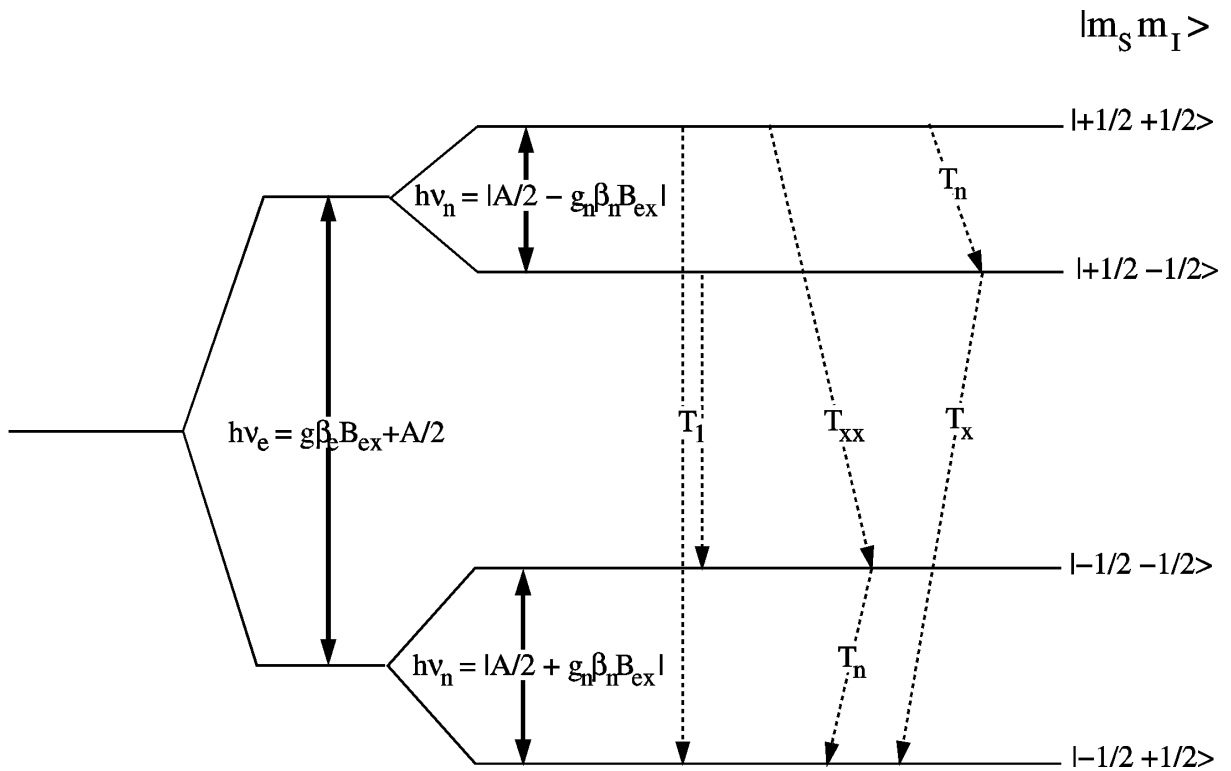 |m_S m_I >
|+1/2 +1/2>
hν_n = |A/2 − g_nβ_nB_ex|
T_n
|+1/2 −1/2>
hν_e = gβ_eB_ex+A/2
T_1
T_xx
T_x
|−1/2 −1/2>
hν_n = |A/2 + g_nβ_nB_ex|
T_n
|−1/2 +1/2>